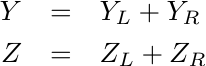 Y = Y_L + Y_R
Z = Z_L + Z_R